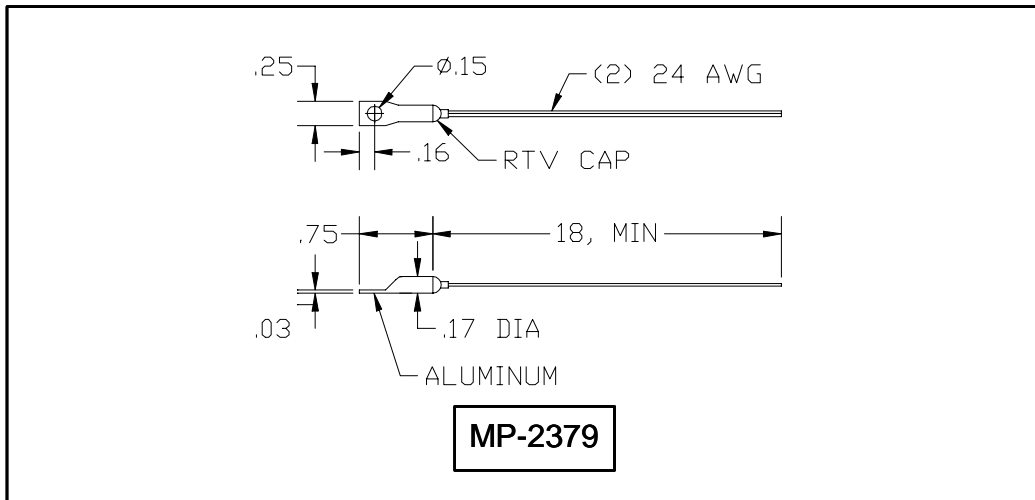 .25
Ø.15
(2) 24 AWG
.16
RTV CAP
.75
18, MIN
.03
.17 DIA
ALUMINUM
MP-2379